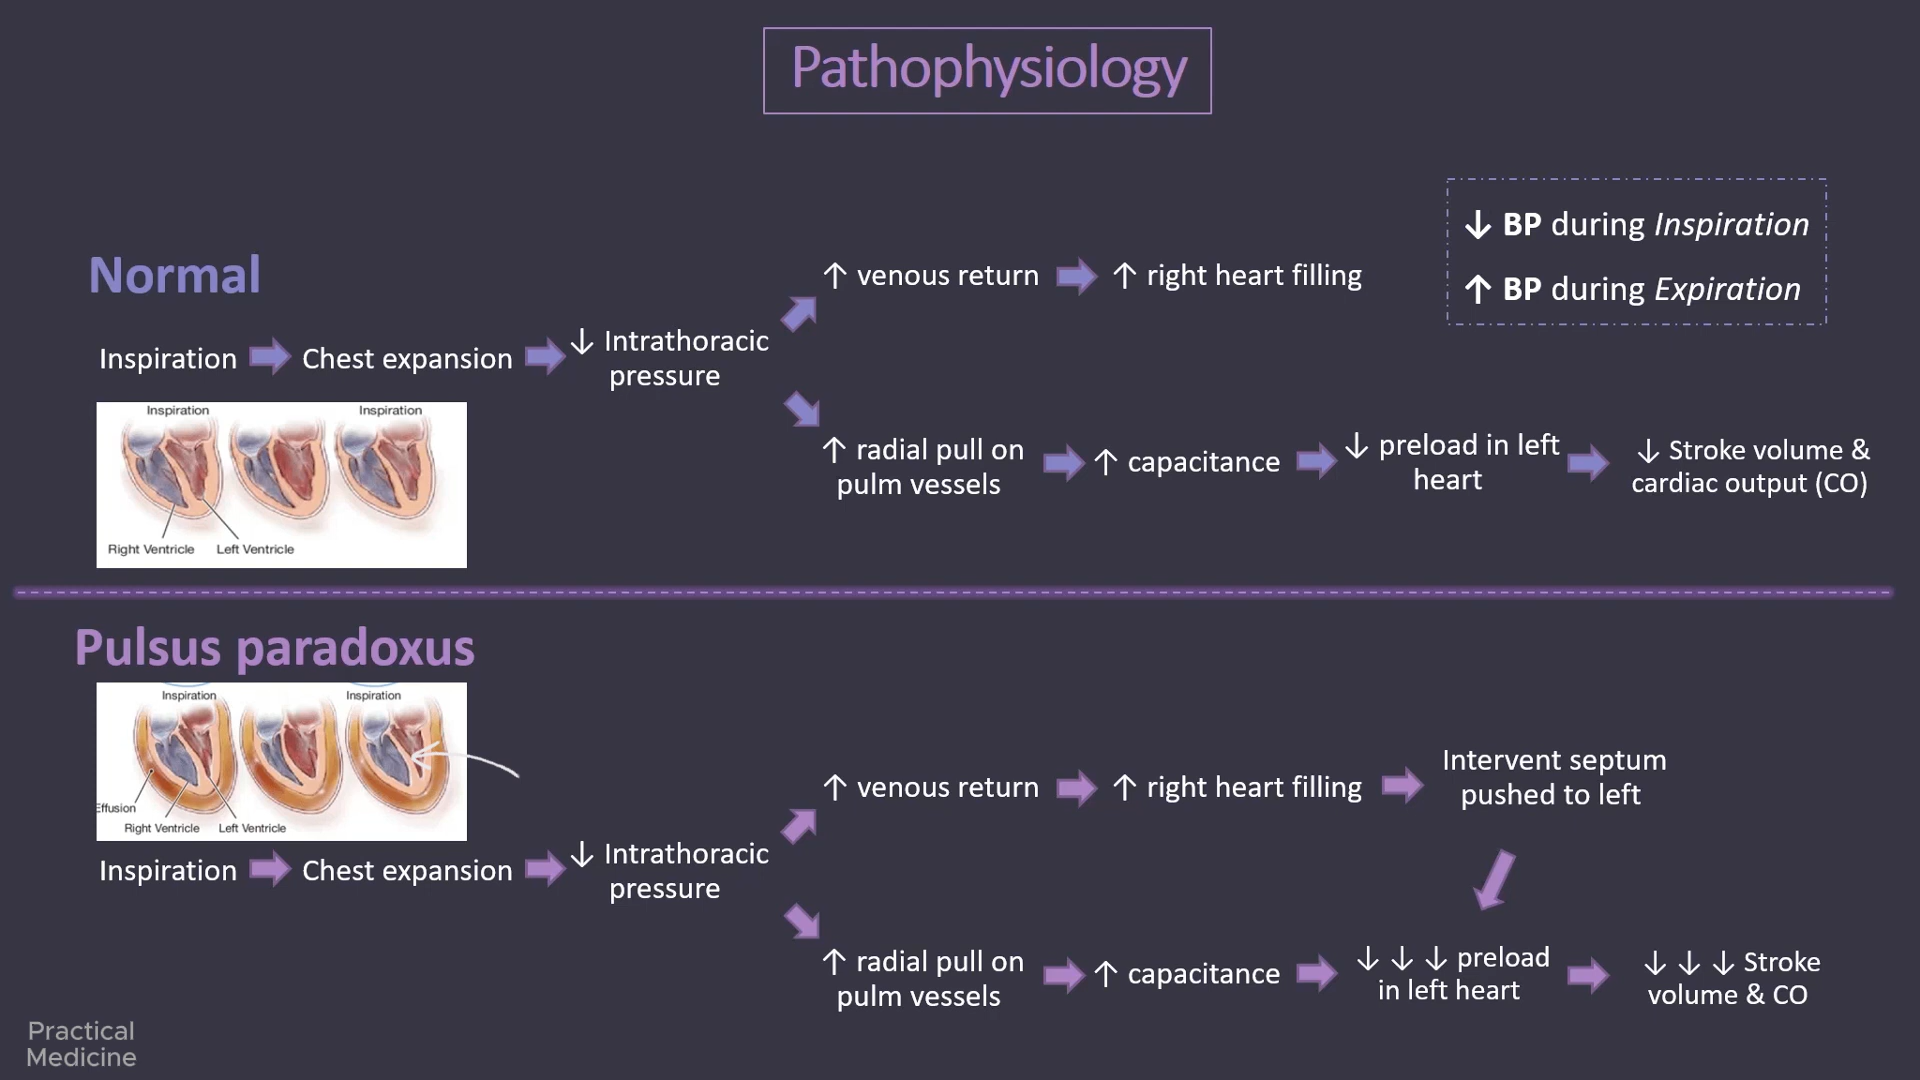 Pathophysiology
↓ BP during Inspiration
↑ BP during Expiration
Normal
Inspiration
Chest expansion
↓ Intrathoracic
pressure
↑ venous return
↑ right heart filling
↑ radial pull on
pulm vessels
↑ capacitance
↓ preload in left
heart
↓ Stroke volume &
cardiac output (CO)
Inspiration
Inspiration
Right Ventricle
Left Ventricle
Pulsus paradoxus
Inspiration
Inspiration
Effusion
Right Ventricle
Left Ventricle
Inspiration
Chest expansion
↓ Intrathoracic
pressure
↑ venous return
↑ right heart filling
Intervent septum
pushed to left
↑ radial pull on
pulm vessels
↑ capacitance
↓ ↓ ↓ preload
in left heart
↓ ↓ ↓ Stroke
volume & CO
Practical
Medicine